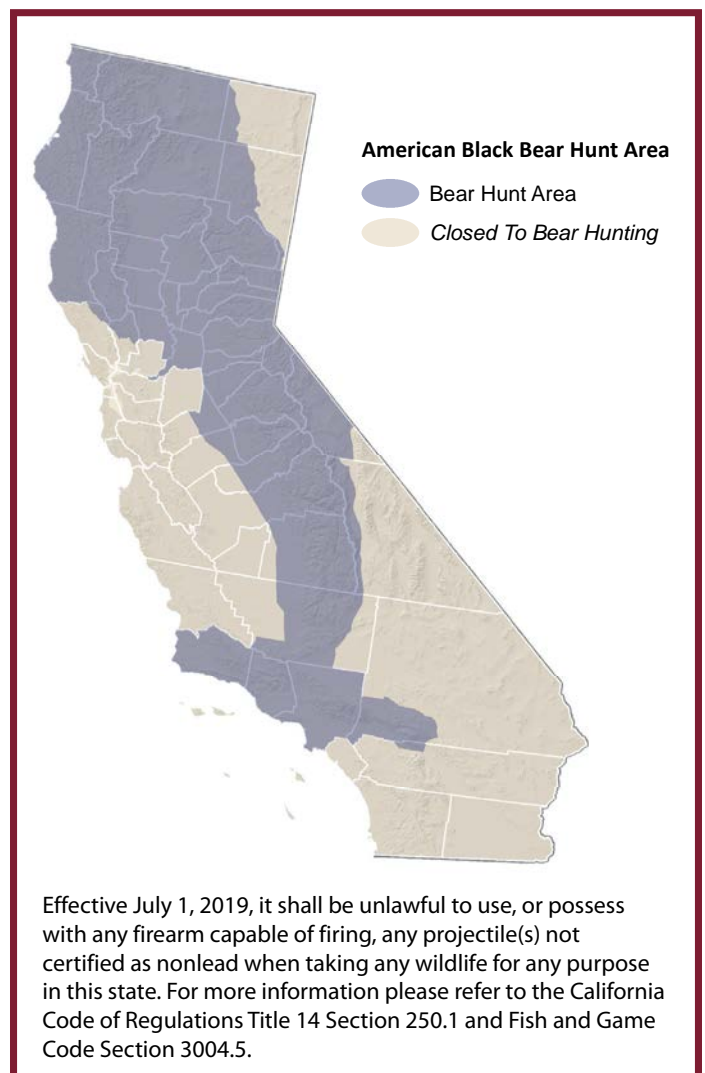 American Black Bear Hunt Area
Bear Hunt Area
Closed To Bear Hunting
Effective July 1, 2019, it shall be unlawful to use, or possess
with any firearm capable of firing, any projectile(s) not
certified as nonlead when taking any wildlife for any purpose
in this state. For more information please refer to the California
Code of Regulations Title 14 Section 250.1 and Fish and Game
Code Section 3004.5.